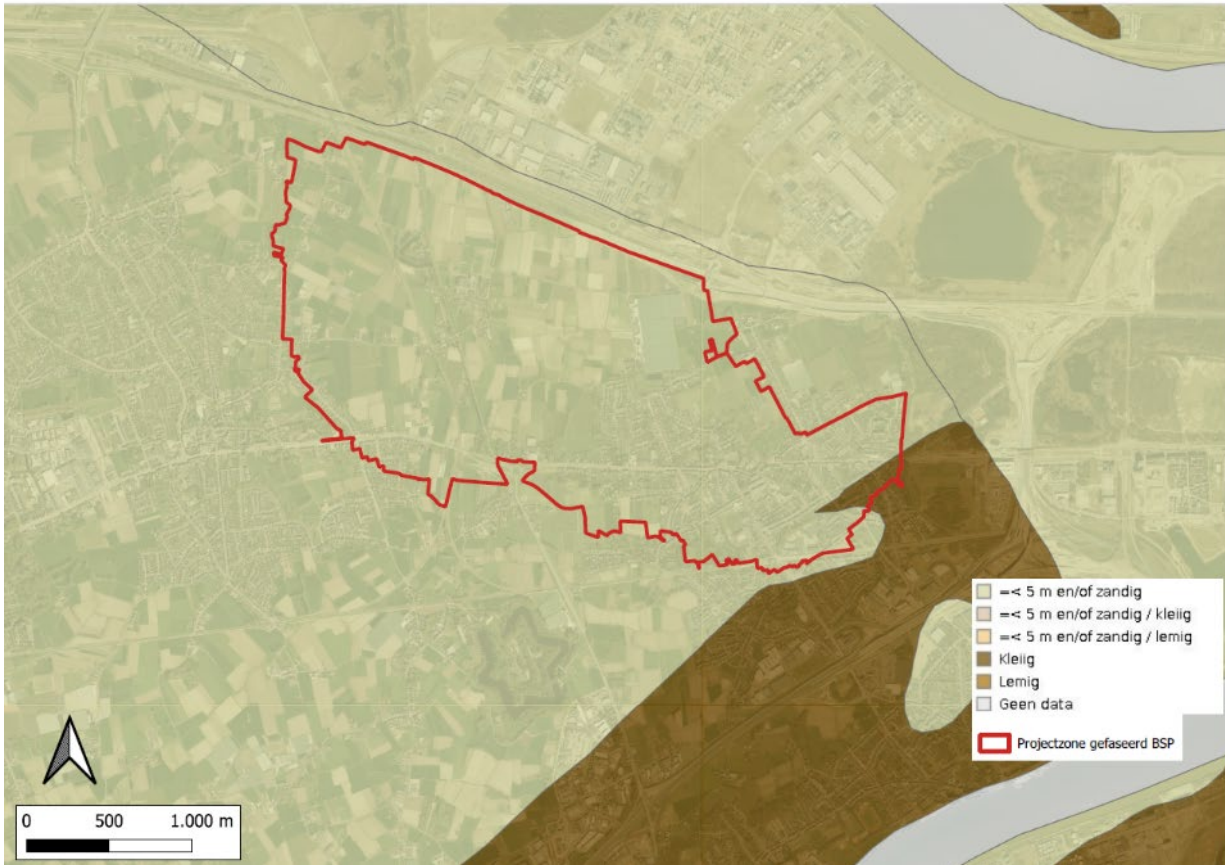 =< 5 m en/of zandig
=< 5 m en/of zandig / kleiig
=< 5 m en/of zandig / lemig
Kleiig
Lemig
Geen data
Projectzone gefaseerd BSP
0 500 1.000 m